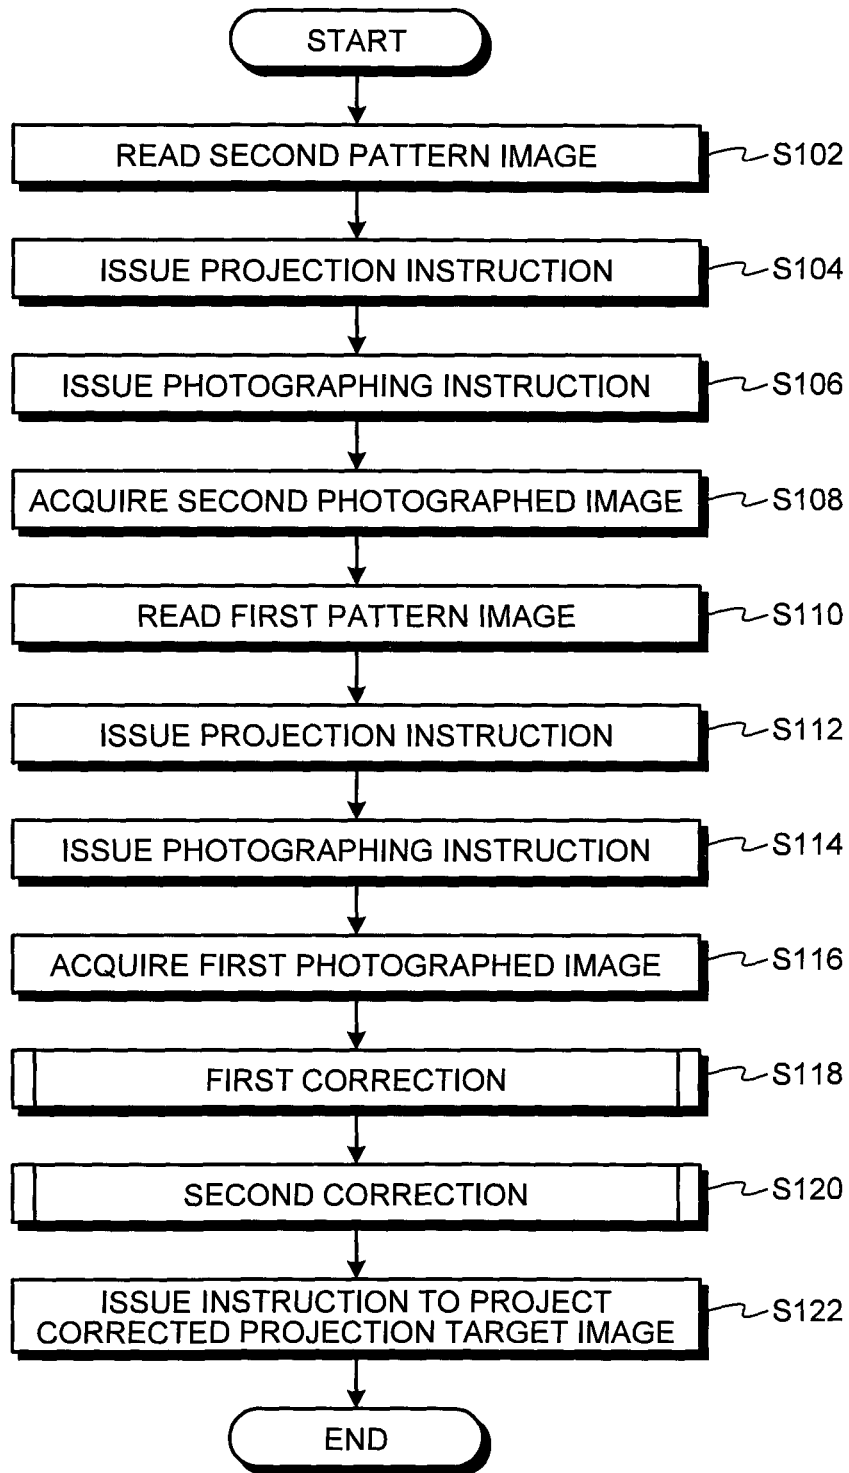 START
READ SECOND PATTERN IMAGE
S102
ISSUE PROJECTION INSTRUCTION
S104
ISSUE PHOTOGRAPHING INSTRUCTION
S106
ACQUIRE SECOND PHOTOGRAPHED IMAGE
S108
READ FIRST PATTERN IMAGE
S110
ISSUE PROJECTION INSTRUCTION
S112
ISSUE PHOTOGRAPHING INSTRUCTION
S114
ACQUIRE FIRST PHOTOGRAPHED IMAGE
S116
FIRST CORRECTION
S118
SECOND CORRECTION
S120
ISSUE INSTRUCTION TO PROJECT
CORRECTED PROJECTION TARGET IMAGE
S122
END